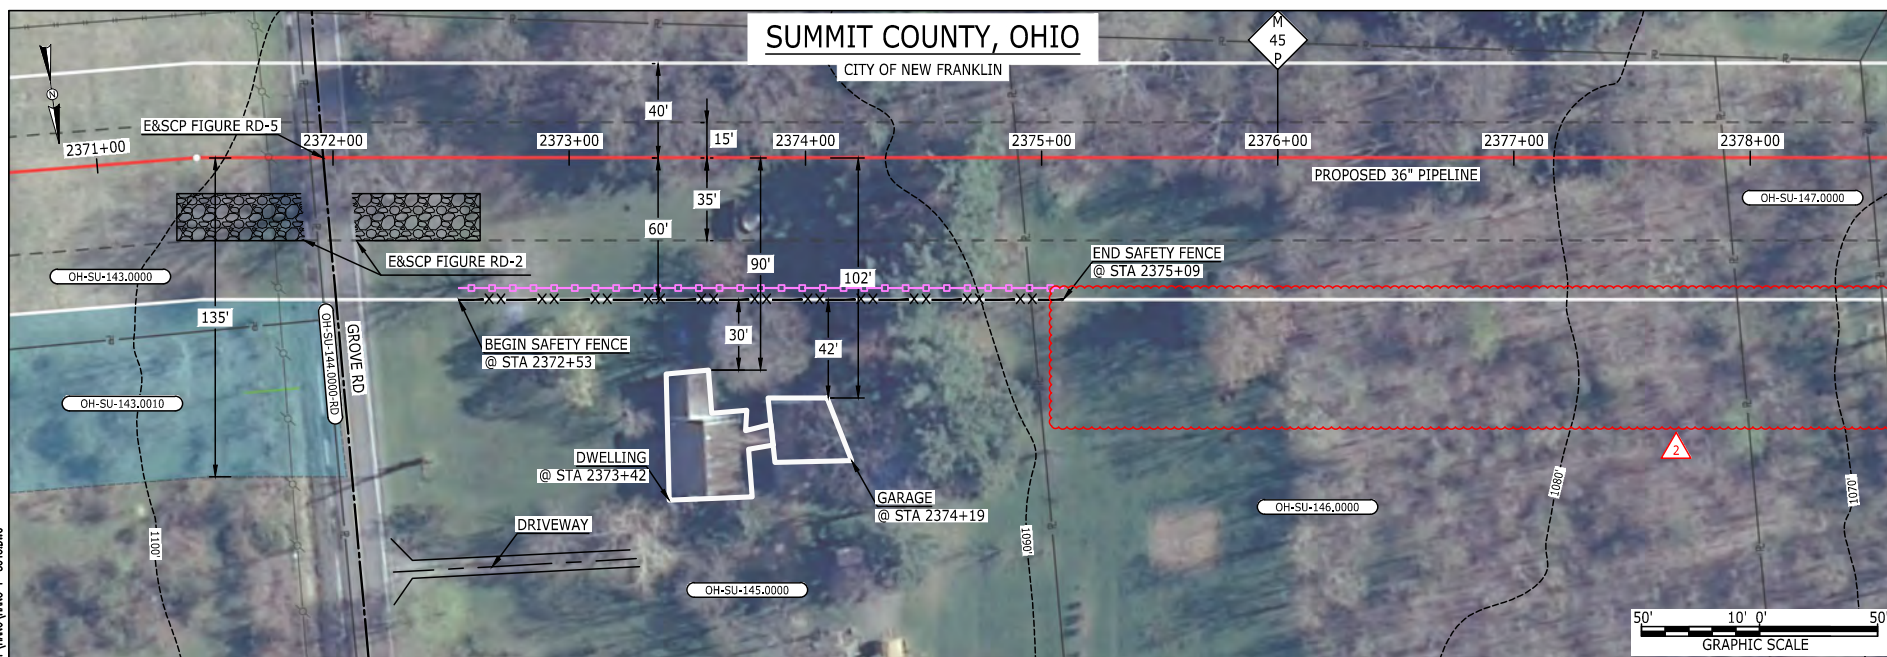 SUMMIT COUNTY, OHIO
CITY OF NEW FRANKLIN
M
45
P
N
E&SCP FIGURE RD-5
2371+00
2372+00
2373+00
2374+00
2375+00
2376+00
2377+00
2378+00
40'
15'
PROPOSED 36" PIPELINE
OH-SU-147.0000
35'
60'
E&SCP FIGURE RD-2
OH-SU-143.0000
90'
102'
END SAFETY FENCE
@ STA 2375+09
135'
OH-SU-144.0000-RD
GROVE RD
BEGIN SAFETY FENCE
@ STA 2372+53
30'
42'
OH-SU-143.0010
2
DWELLING
@ STA 2373+42
GARAGE
@ STA 2374+19
OH-SU-146.0000
1080'
1070'
DRIVEWAY
1100'
1090'
OH-SU-145.0000
50' 10' 0' 50'
GRAPHIC SCALE